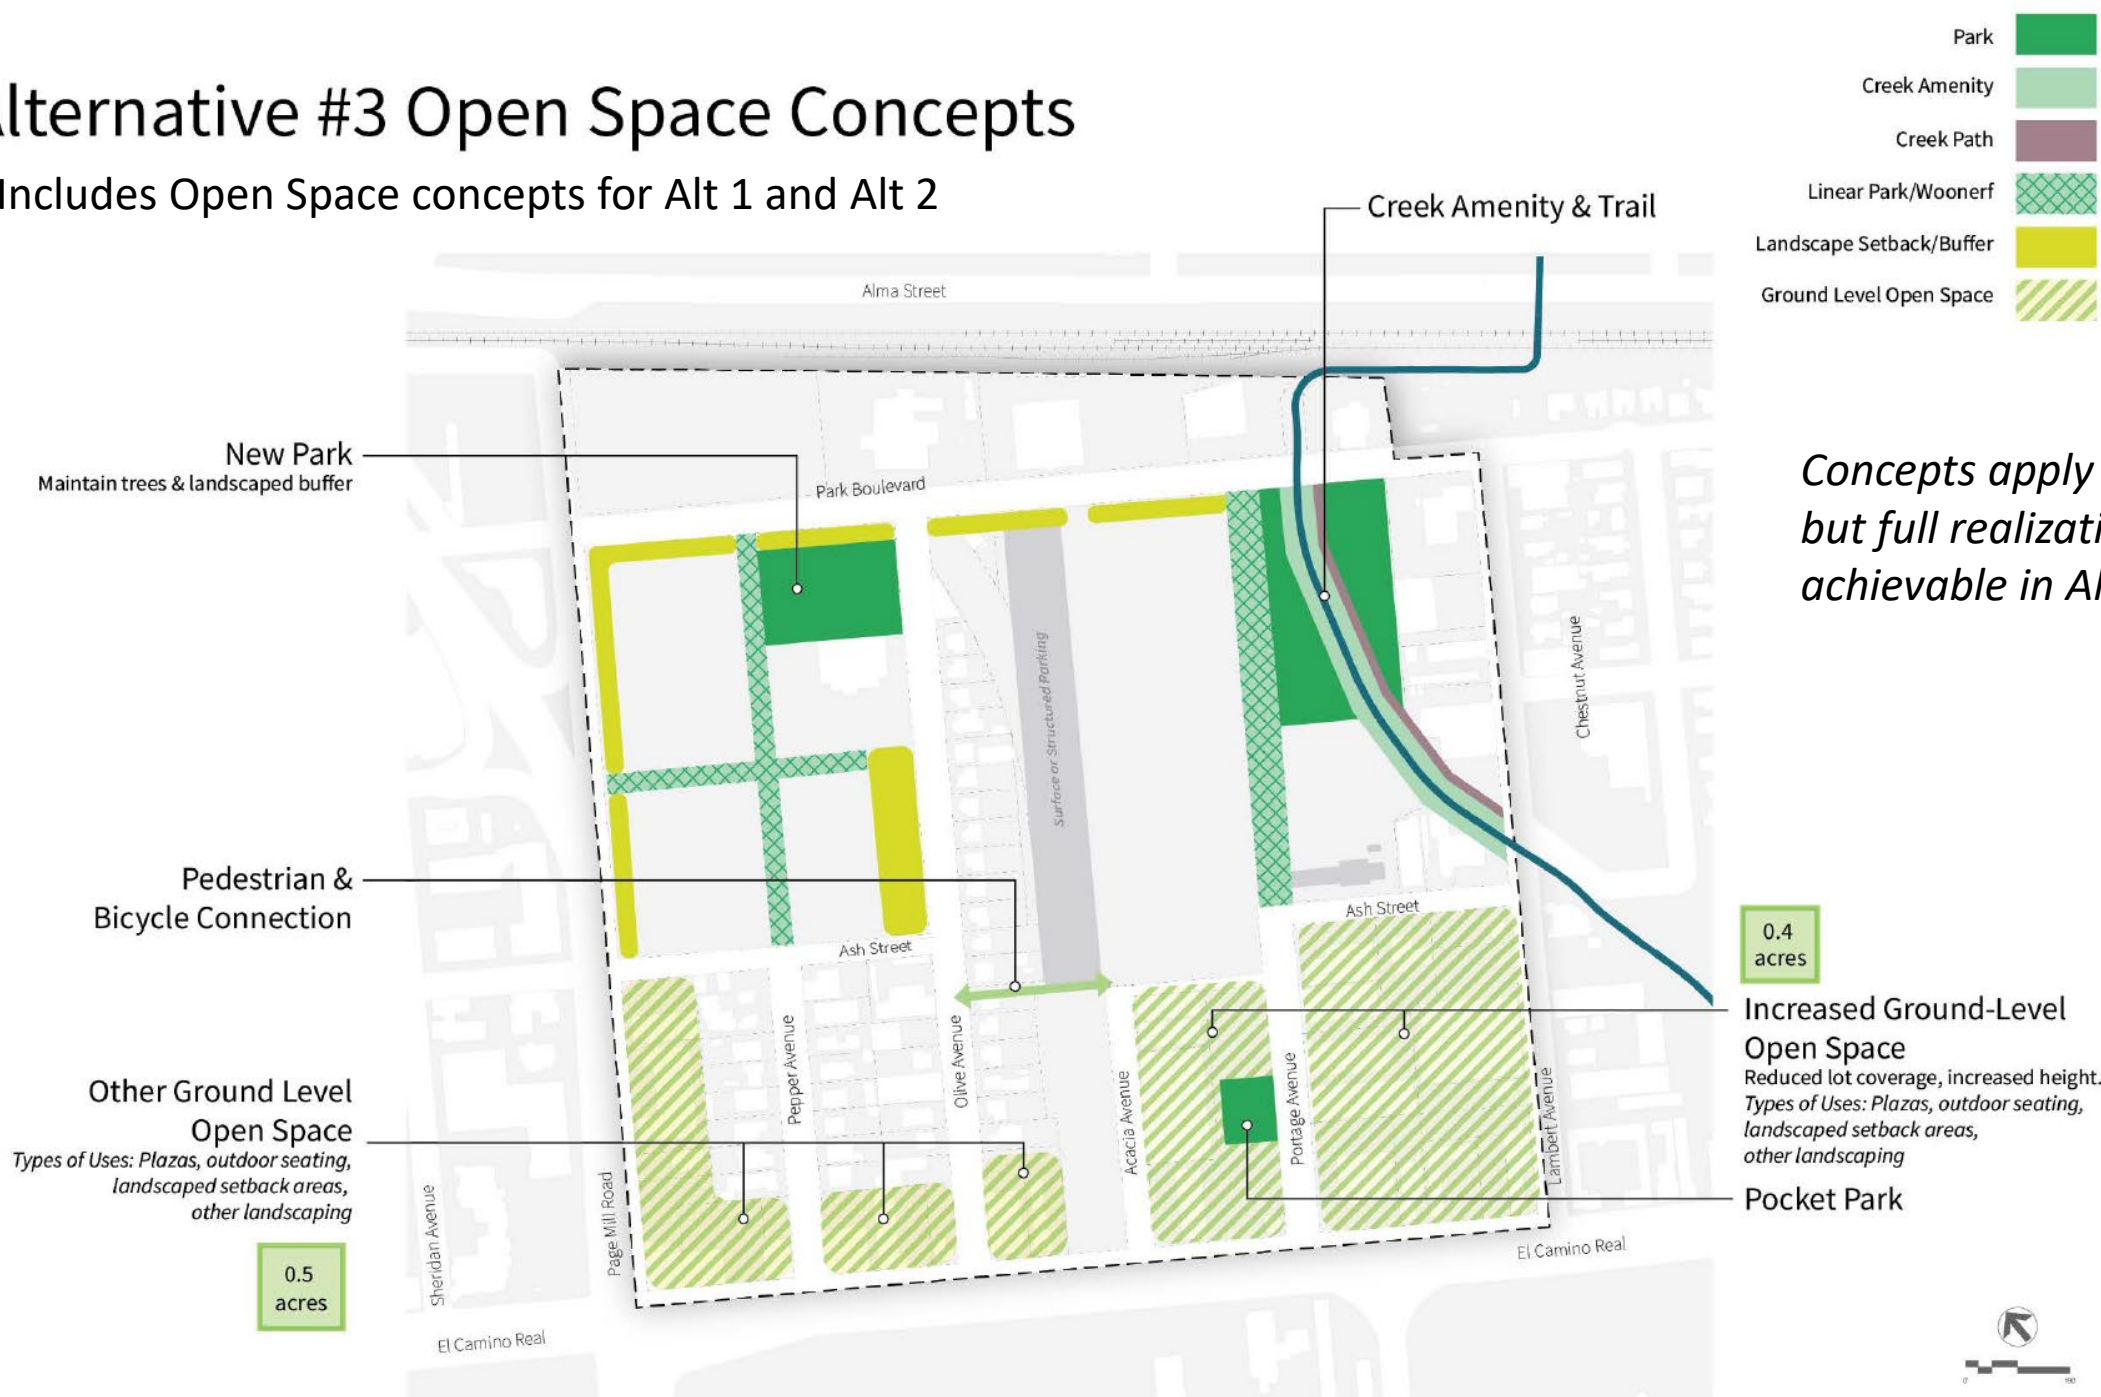 lternative #3 Open Space Concepts
Includes Open Space concepts for Alt 1 and Alt 2
Park
Creek Amenity
Creek Path
Linear Park/Woonerf
Landscape Setback/Buffer
Ground Level Open Space
Creek Amenity & Trail
Alma Street
New Park
Maintain trees & landscaped buffer
Park Boulevard
Concepts apply
but full realizati
achievable in Al
Surface or Structured Parking
Chestnut Avenue
Pedestrian &
Bicycle Connection
Ash Street
Ash Street
0.4
acres
Increased Ground-Level
Open Space
Reduced lot coverage, increased height.
Types of Uses: Plazas, outdoor seating,
landscaped setback areas,
other landscaping
Pocket Park
Other Ground Level
Open Space
Types of Uses: Plazas, outdoor seating,
landscaped setback areas,
other landscaping
0.5
acres
Sheridan Avenue
Page Mill Road
Pepper Avenue
Olive Avenue
Acacia Avenue
Portage Avenue
Lambert Avenue
El Camino Real
El Camino Real
0'
190'